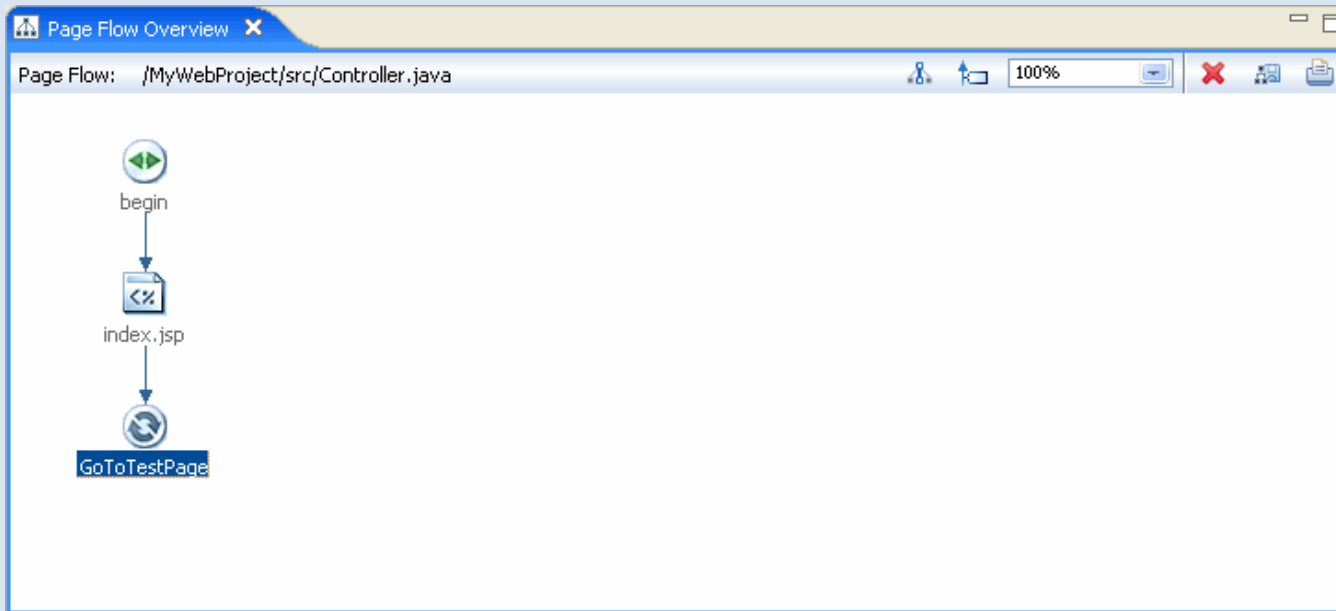 Page Flow Overview
Page Flow: /MyWebProject/src/Controller.java 100%
begin
<%
index.jsp
GoToTestPage